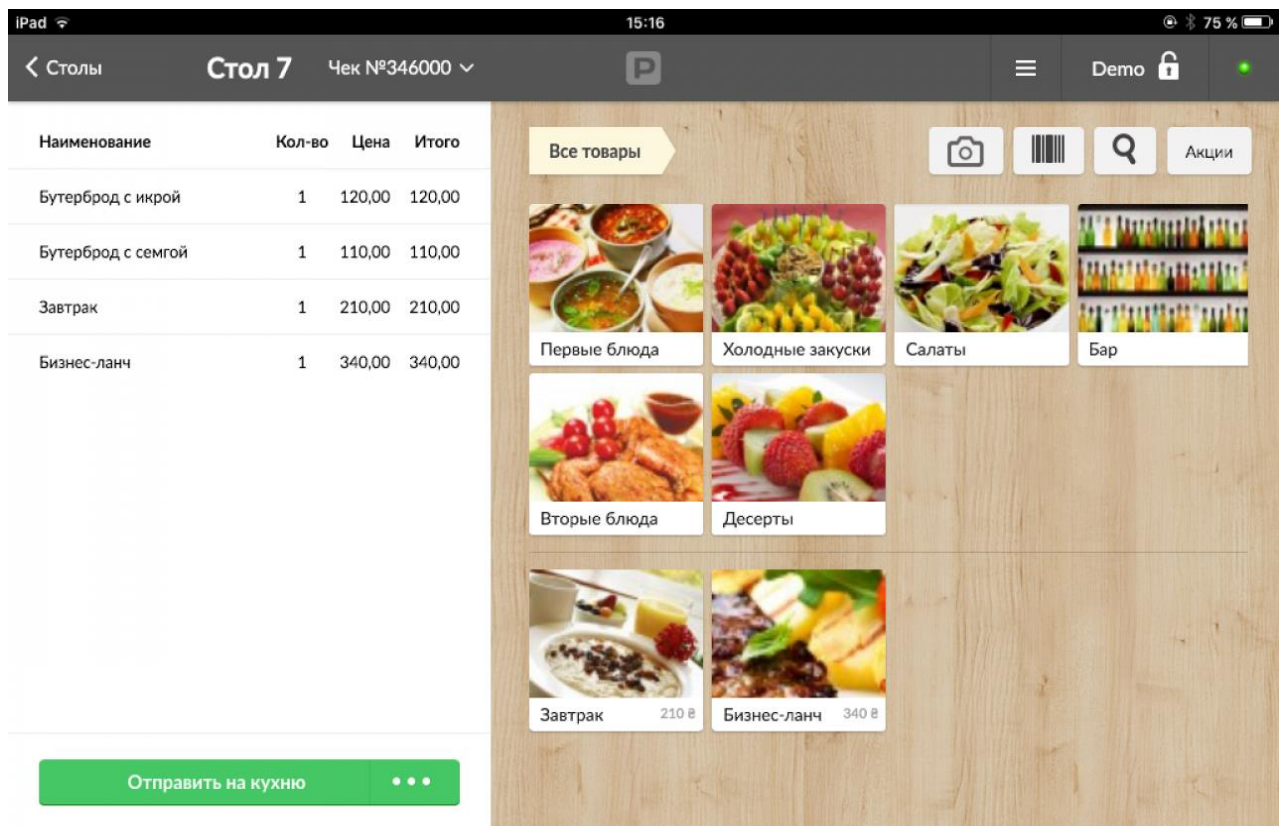 iPad 15:16 75 %
Столы Стол 7 Чек №346000 P Demo
Наименование Кол-во Цена Итого
Бутерброд с икрой 1 120,00 120,00
Бутерброд с семгой 1 110,00 110,00
Завтрак 1 210,00 210,00
Бизнес-ланч 1 340,00 340,00
Отправить на кухню
Все товары Акции
Первые блюда Холодные закуски Салаты Бар
Вторые блюда Десерты
Завтрак 210 ₴ Бизнес-ланч 340 ₴